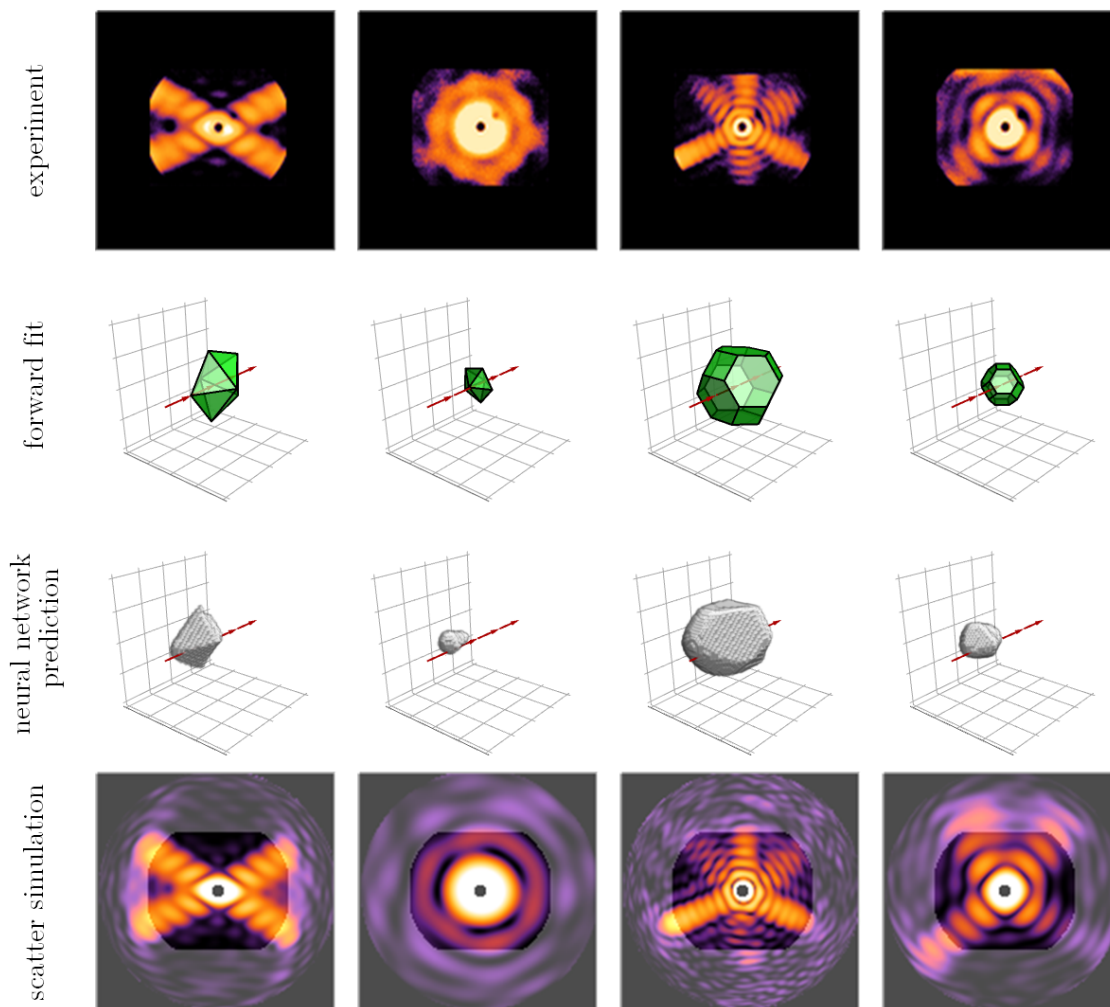 experiment
forward fit
neural network
prediction
scatter simulation